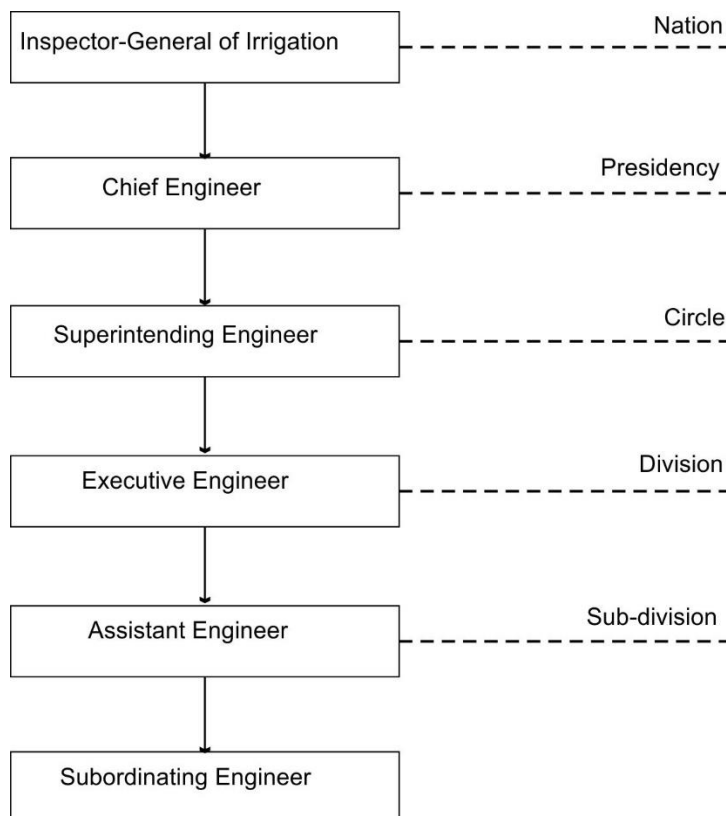 Inspector-General of Irrigation
Nation
Chief Engineer
Presidency
Superintending Engineer
Circle
Executive Engineer
Division
Assistant Engineer
Sub-division
Subordinating Engineer